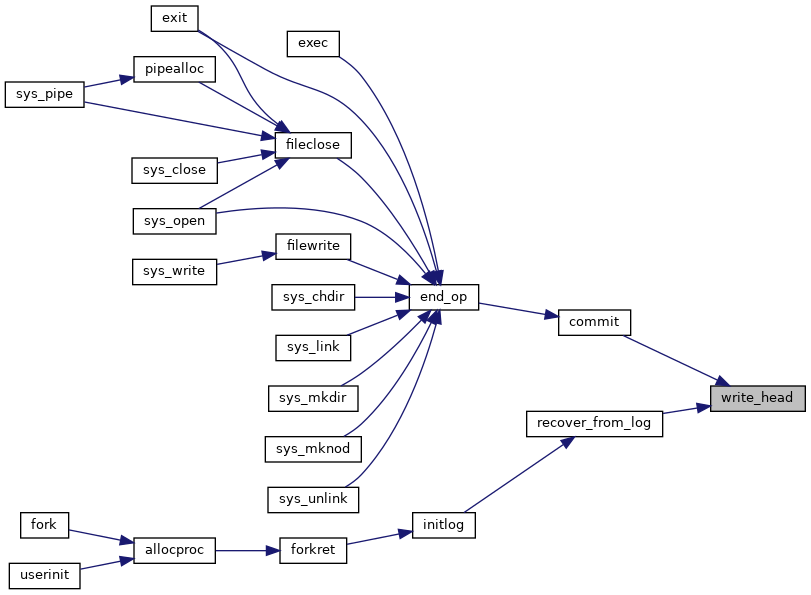 exit
exec
pipealloc
sys_pipe
fileclose
sys_close
sys_open
filewrite
sys_write
sys_chdir
end_op
commit
sys_link
sys_mkdir
write_head
recover_from_log
sys_mknod
sys_unlink
initlog
fork
allocproc
forkret
userinit